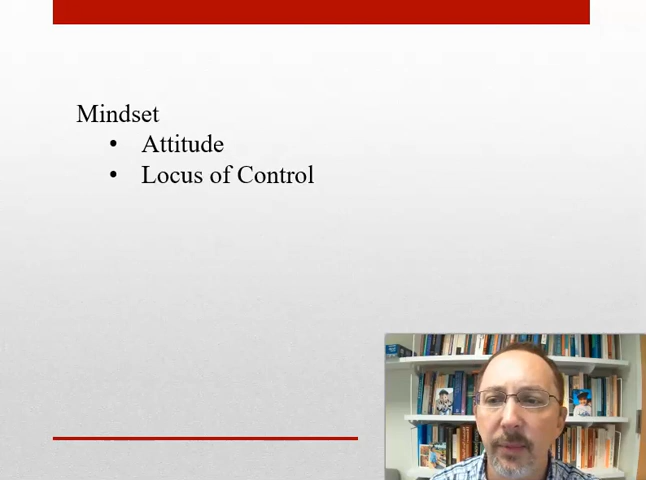 Mindset
• Attitude
• Locus of Control